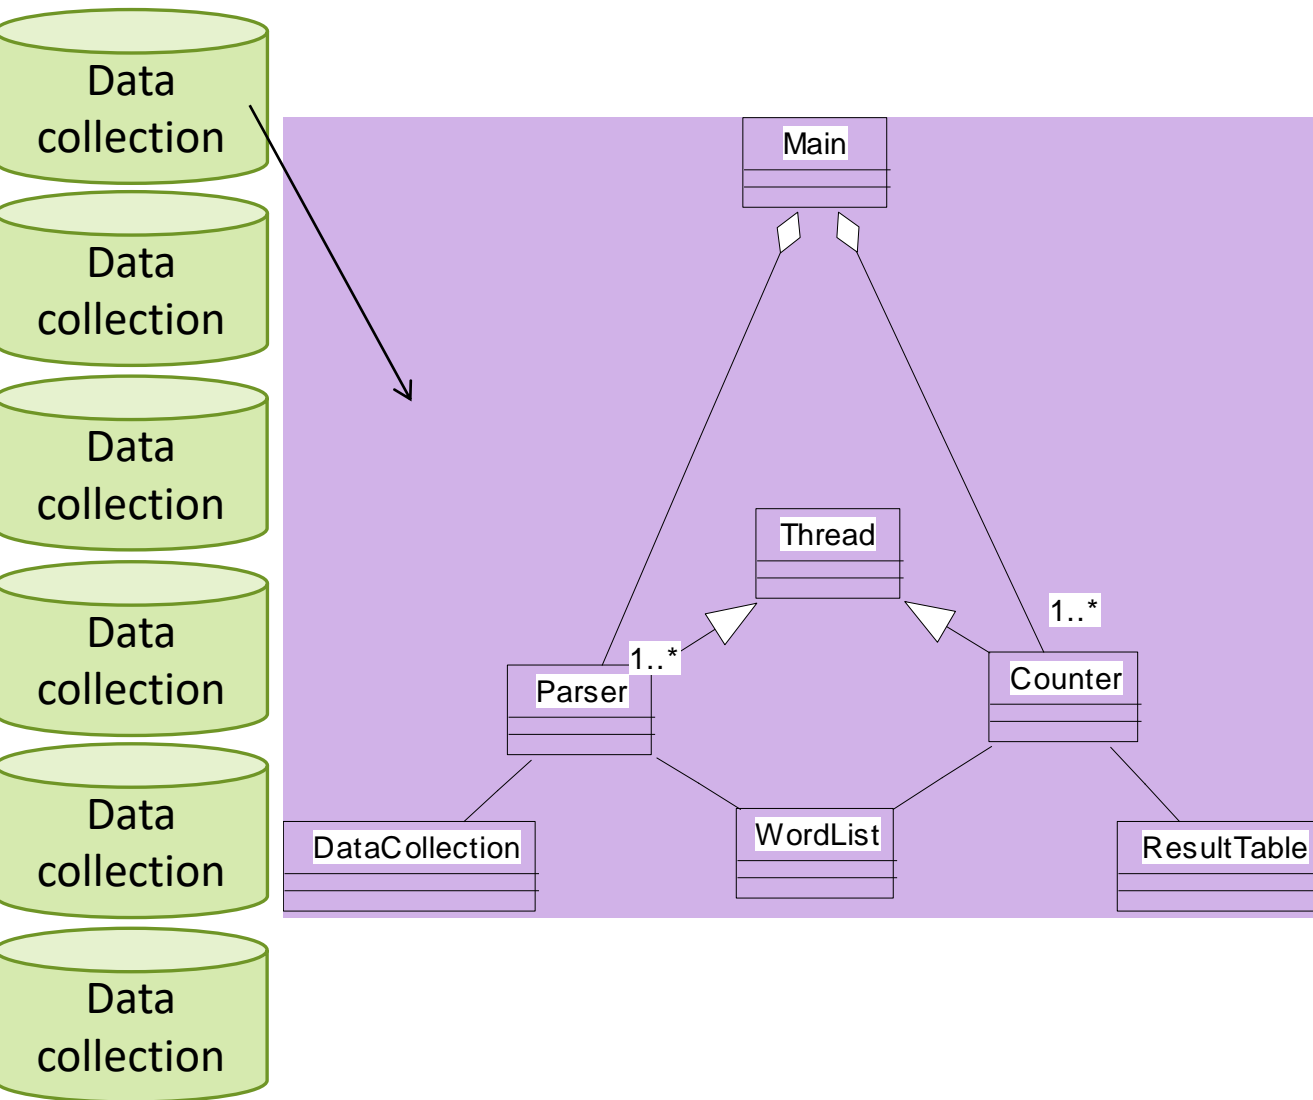 Data
collection
Data
collection
Data
collection
Data
collection
Data
collection
Data
collection
Main
Thread
1..*
1..*
Parser
Counter
DataCollection
WordList
ResultTable